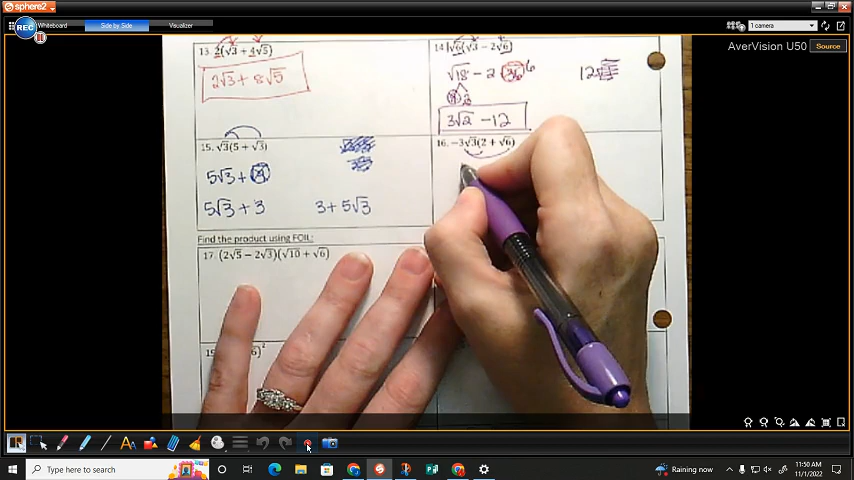 sphere2
REC
Whiteboard
Side by Side
Visualizer
1 camera
AverVision U50
Source
13. 2(√3 + 4√5)
2√3 + 8√5
14. √6(√3 − 2√6)
√18 − 2
6
12√
3√2 − 12
15. √3(5 + √3)
5√3 +
5√3 + 3
3 + 5√3
16. −3√3(2 + √6)
Find the product using FOIL:
17. (2√5 − 2√3)(√10 + √6)
Type here to search
Raining now
11:50 AM
11/1/2022